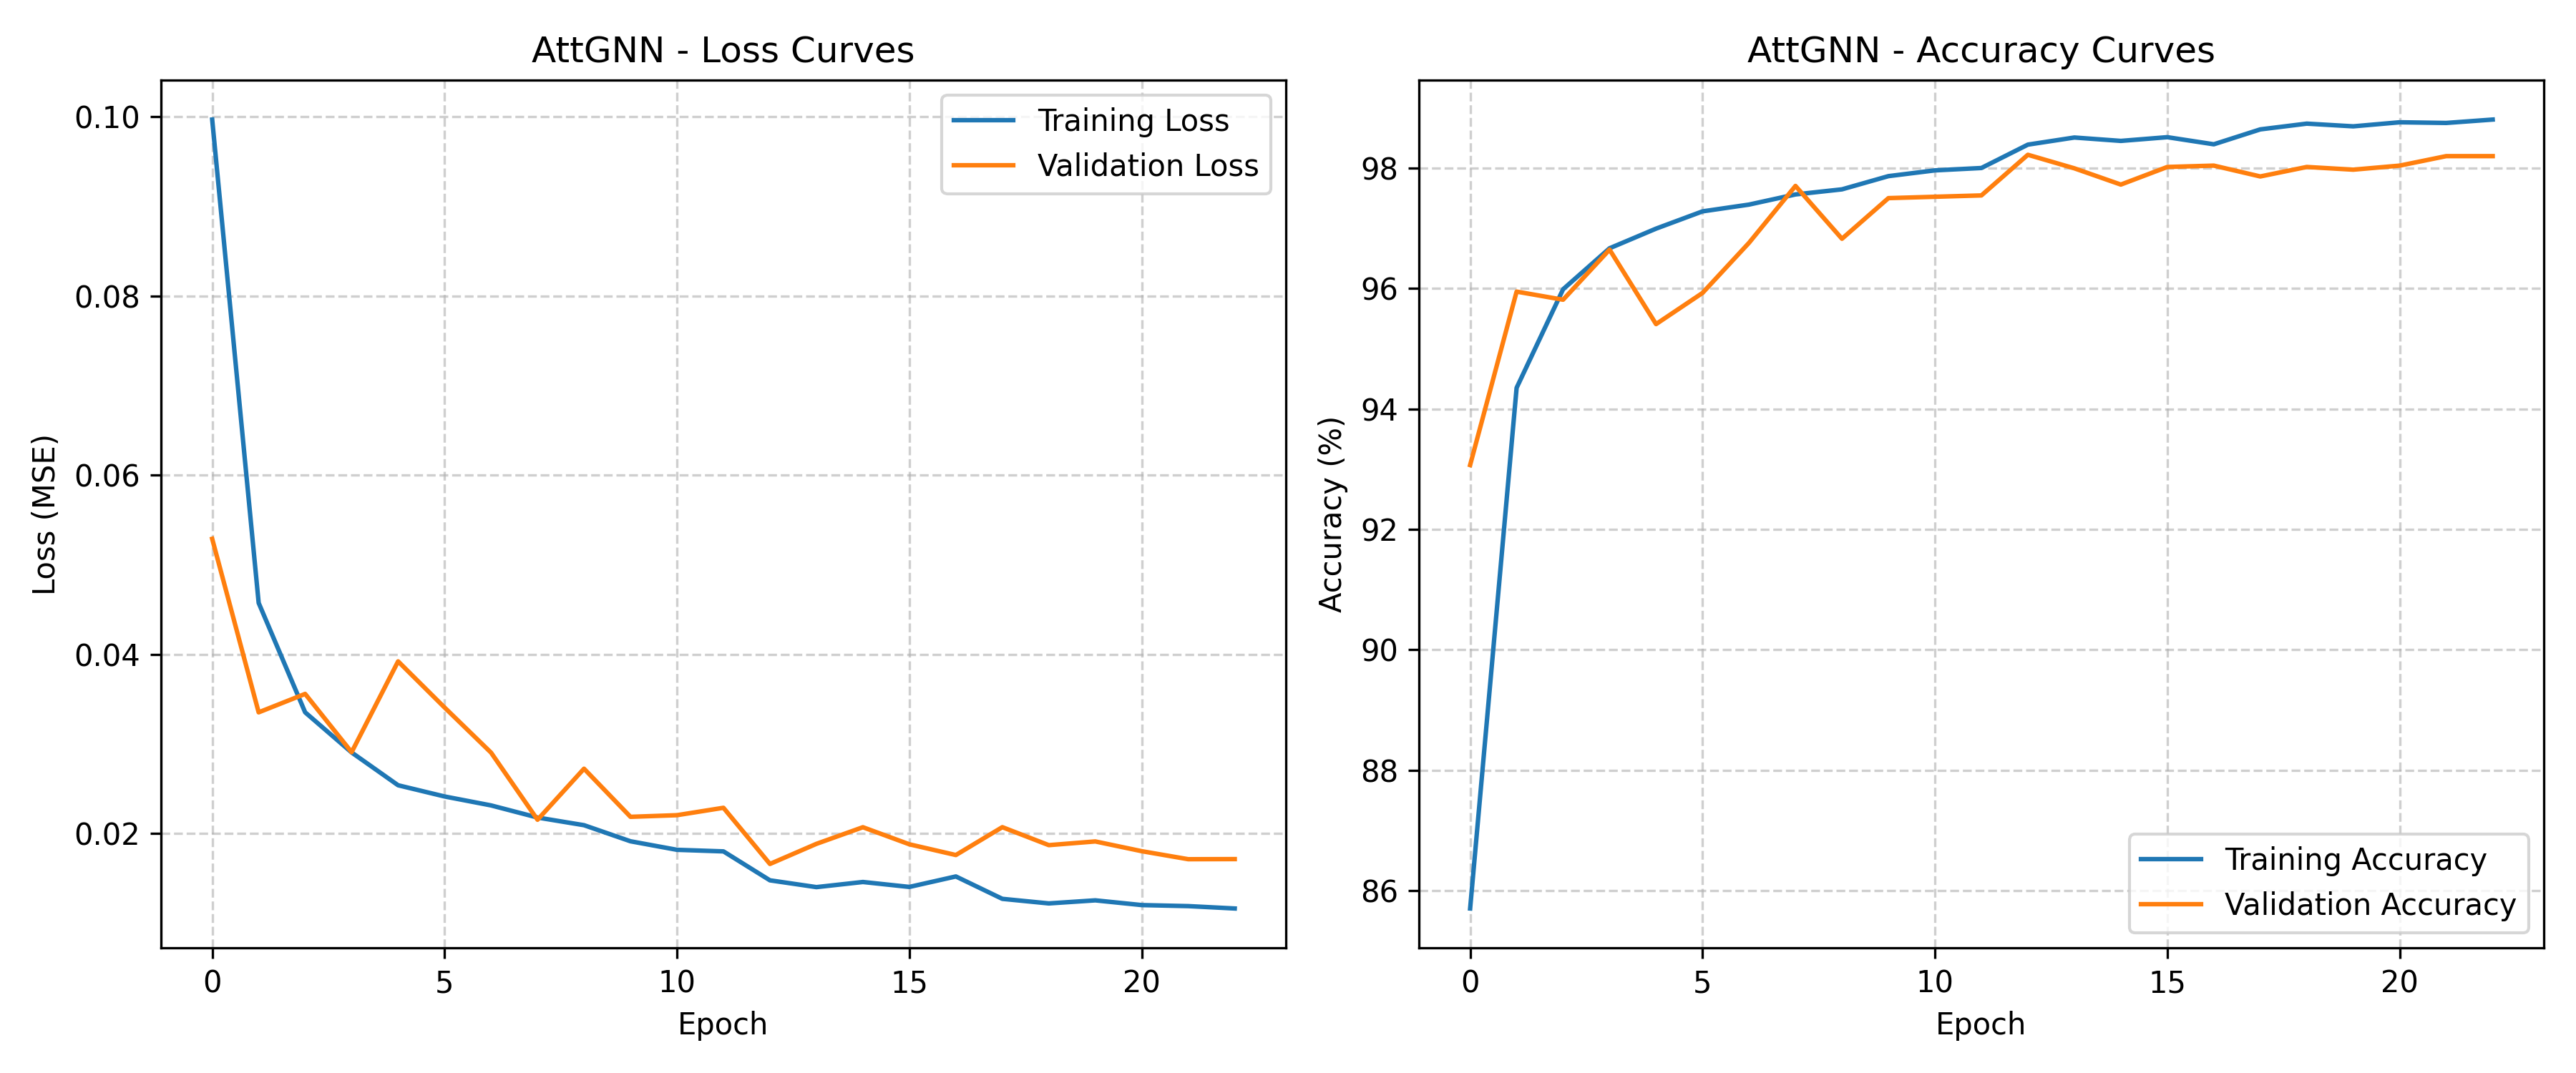 AttGNN - Loss Curves
0.10
0.08
0.06
0.04
0.02
Loss (MSE)
Training Loss
Validation Loss
0 5 10 15 20
Epoch
AttGNN - Accuracy Curves
98
96
94
92
90
88
86
Accuracy (%)
Training Accuracy
Validation Accuracy
0 5 10 15 20
Epoch